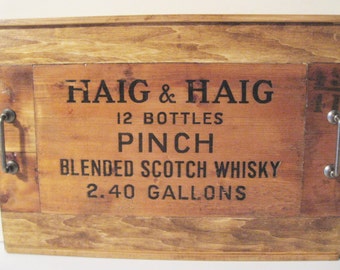 HAIG & HAIG
12 BOTTLES
PINCH
BLENDED SCOTCH WHISKY
2.40 GALLONS